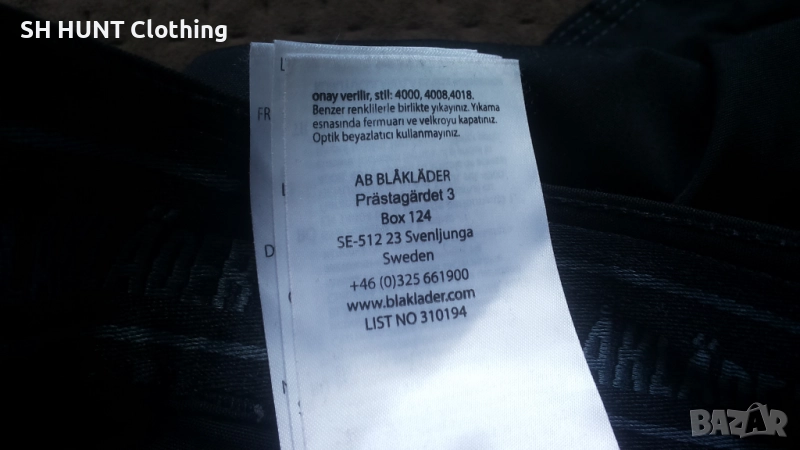 SH HUNT Clothing
onay verilir, stil: 4000, 4008,4018.
Benzer renklilerle birlikte yıkayınız. Yıkama
esnasında fermuarı ve velkroyu kapatınız.
Optik beyazlatıcı kullanmayınız.
FR
AB BLÅKLÄDER
Prästagärdet 3
Box 124
SE-512 23 Svenljunga
Sweden
+46 (0)325 661900
www.blaklader.com
LIST NO 310194
D
BAZAR